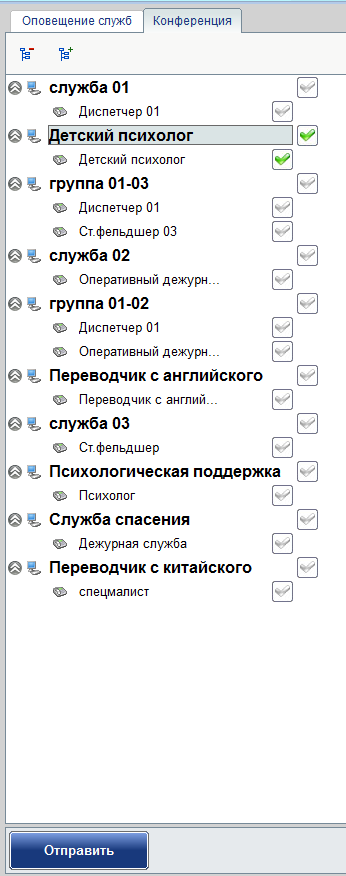 Оповещение служб Конференция
служба 01
Диспетчер 01
Детский психолог
Детский психолог
группа 01-03
Диспетчер 01
Ст.фельдшер 03
служба 02
Оперативный дежурн...
группа 01-02
Диспетчер 01
Оперативный дежурн...
Переводчик с английского
Переводчик с англий...
служба 03
Ст.фельдшер
Психологическая поддержка
Психолог
Служба спасения
Дежурная служба
Переводчик с китайского
спецмалист
Отправить